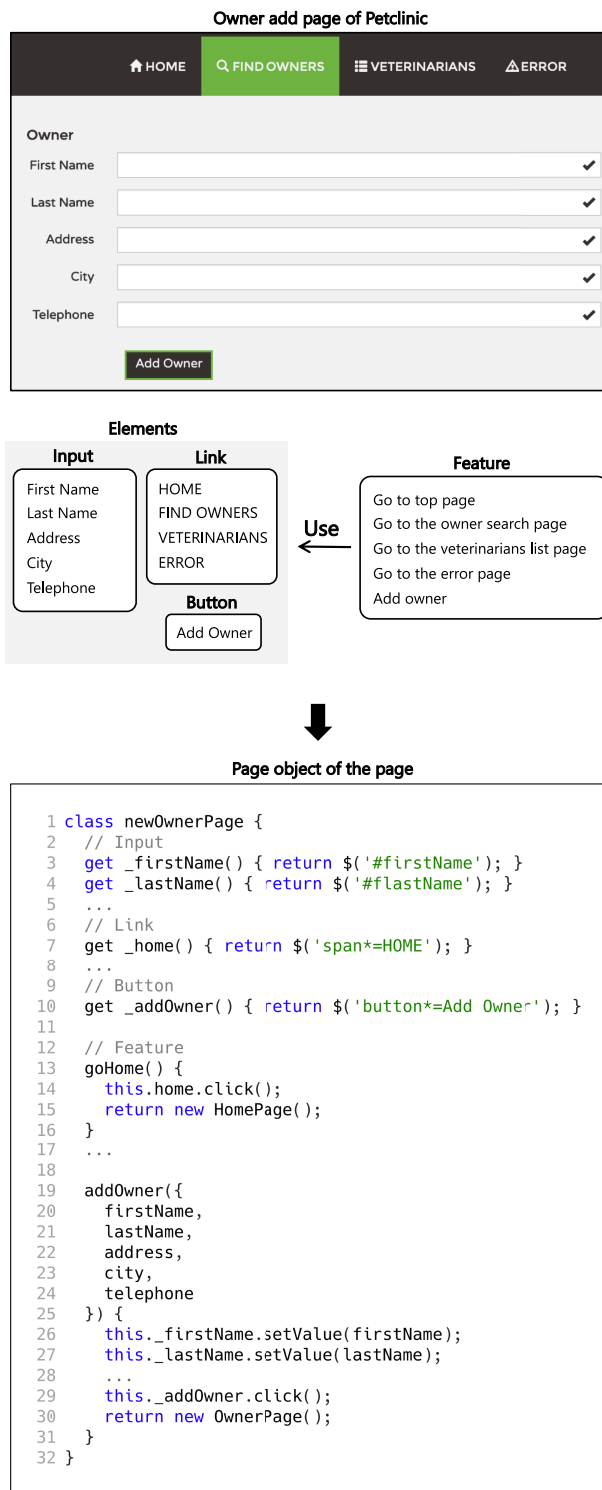 Owner add page of Petclinic
HOME FIND OWNERS VETERINARIANS ERROR
Owner
First Name
Last Name
Address
City
Telephone
Add Owner
Elements
Input
First Name
Last Name
Address
City
Telephone
Link
HOME
FIND OWNERS
VETERINARIANS
ERROR
Button
Add Owner
Use
Feature
Go to top page
Go to the owner search page
Go to the veterinarians list page
Go to the error page
Add owner
Page object of the page
1 class newOwnerPage {
2   // Input
3   get _firstName() { return $('#firstName'); }
4   get _lastName() { return $('#flastName'); }
5   ...
6   // Link
7   get _home() { return $('span*=HOME'); }
8   ...
9   // Button
10   get _addOwner() { return $('button*=Add Owner'); }
11
12   // Feature
13   goHome() {
14     this.home.click();
15     return new HomePage();
16   }
17   ...
18
19   addOwner({
20     firstName,
21     lastName,
22     address,
23     city,
24     telephone
25   }) {
26     this._firstName.setValue(firstName);
27     this._lastName.setValue(lastName);
28     ...
29     this._addOwner.click();
30     return new OwnerPage();
31   }
32 }